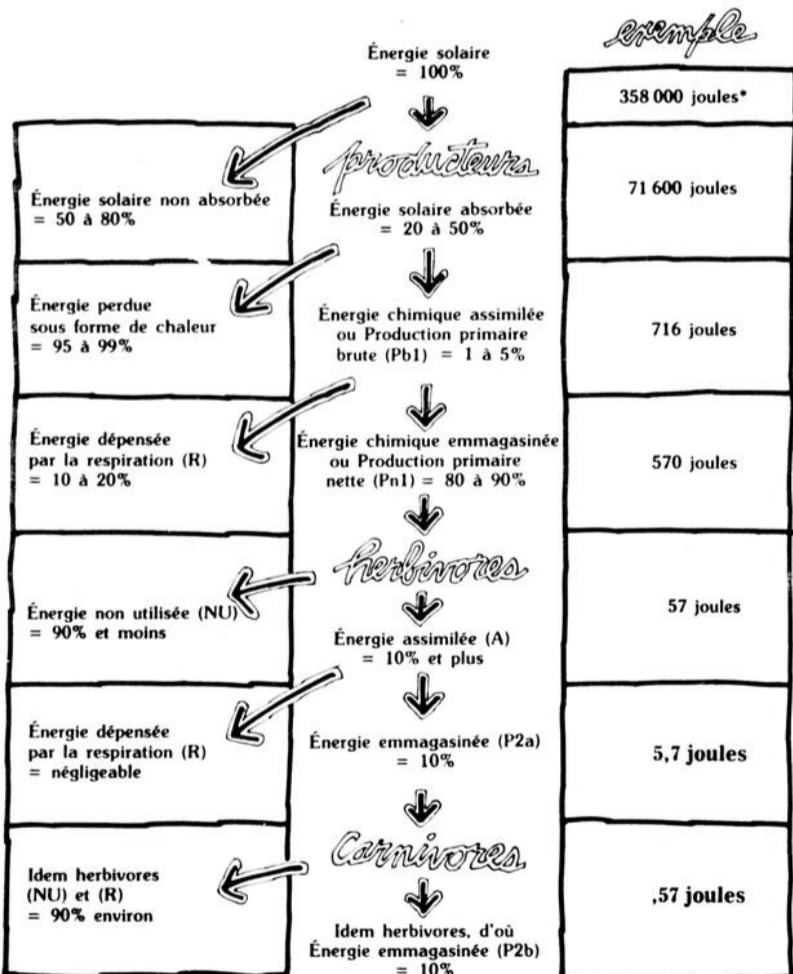 exemple
Énergie solaire
= 100%
358 000 joules*
producteurs
Énergie solaire non absorbée
= 50 à 80%
Énergie solaire absorbée
= 20 à 50%
71 600 joules
Énergie perdue
sous forme de chaleur
= 95 à 99%
Énergie chimique assimilée
ou Production primaire
brute (Pb1) = 1 à 5%
716 joules
Énergie dépensée
par la respiration (R)
= 10 à 20%
Énergie chimique emmagasinée
ou Production primaire
nette (Pn1) = 80 à 90%
570 joules
herbivores
Énergie non utilisée (NU)
= 90% et moins
Énergie assimilée (A)
= 10% et plus
57 joules
Énergie dépensée
par la respiration (R)
= négligeable
Énergie emmagasinée (P2a)
= 10%
5,7 joules
Carnivores
Idem herbivores
(NU) et (R)
= 90% environ
Idem herbivores, d'où
Énergie emmagasinée (P2b)
= 10%
,57 joules